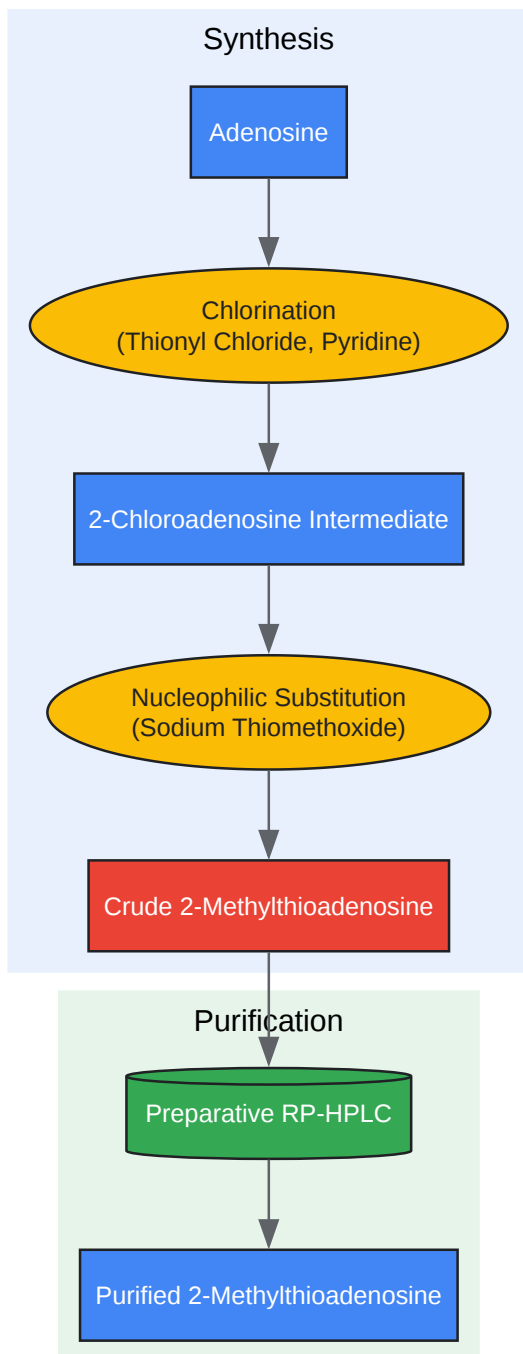 Synthesis
Adenosine
Chlorination
(Thionyl Chloride, Pyridine)
2-Chloroadenosine Intermediate
Nucleophilic Substitution
(Sodium Thiomethoxide)
Crude 2-Methylthioadenosine
Purification
Preparative RP-HPLC
Purified 2-Methylthioadenosine